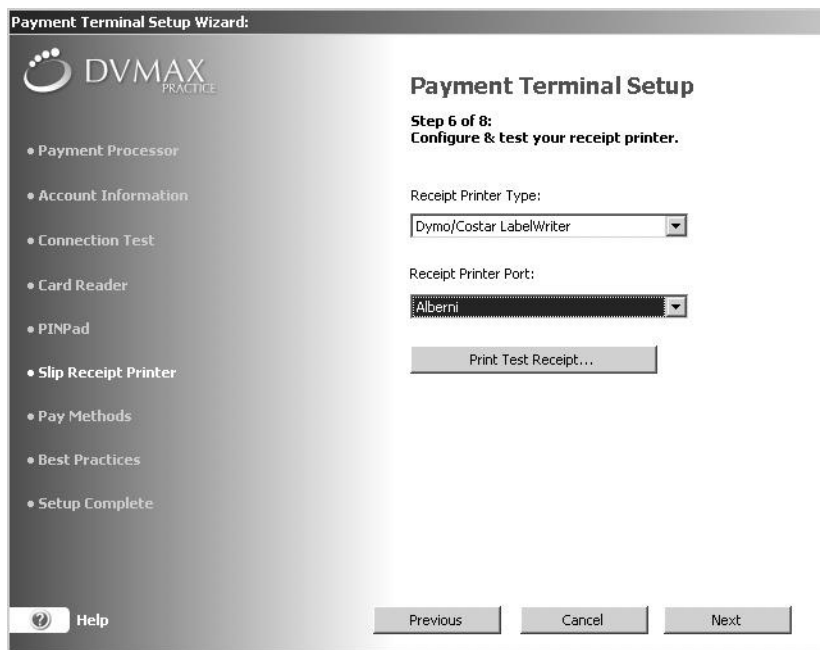 Payment Terminal Setup Wizard:
DVMAX
PRACTICE
• Payment Processor
• Account Information
• Connection Test
• Card Reader
• PINPad
• Slip Receipt Printer
• Pay Methods
• Best Practices
• Setup Complete
? Help
Payment Terminal Setup
Step 6 of 8:
Configure & test your receipt printer.
Receipt Printer Type:
Dymo/Costar LabelWriter
Receipt Printer Port:
Alberni
Print Test Receipt...
Previous Cancel Next